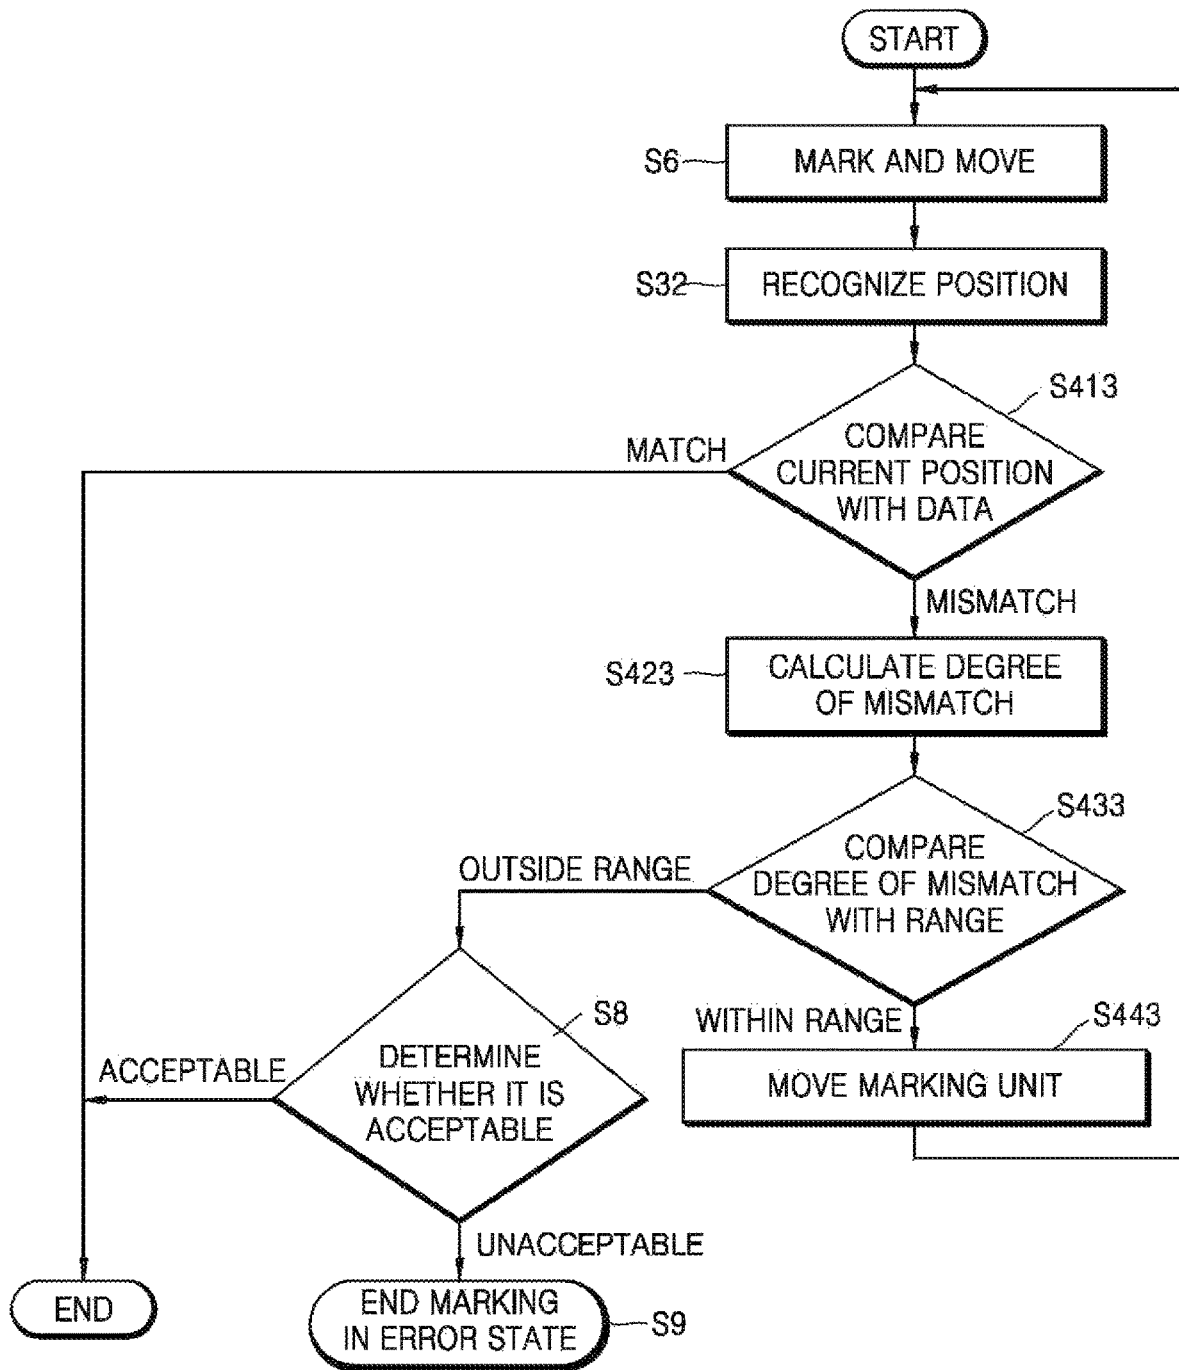 START
S6
MARK AND MOVE
S32
RECOGNIZE POSITION
S413
COMPARE
CURRENT POSITION
WITH DATA
MATCH
MISMATCH
S423
CALCULATE DEGREE
OF MISMATCH
S433
COMPARE
DEGREE OF MISMATCH
WITH RANGE
OUTSIDE RANGE
WITHIN RANGE
S443
MOVE MARKING UNIT
S8
DETERMINE
WHETHER IT IS
ACCEPTABLE
ACCEPTABLE
UNACCEPTABLE
END
END MARKING
IN ERROR STATE
S9